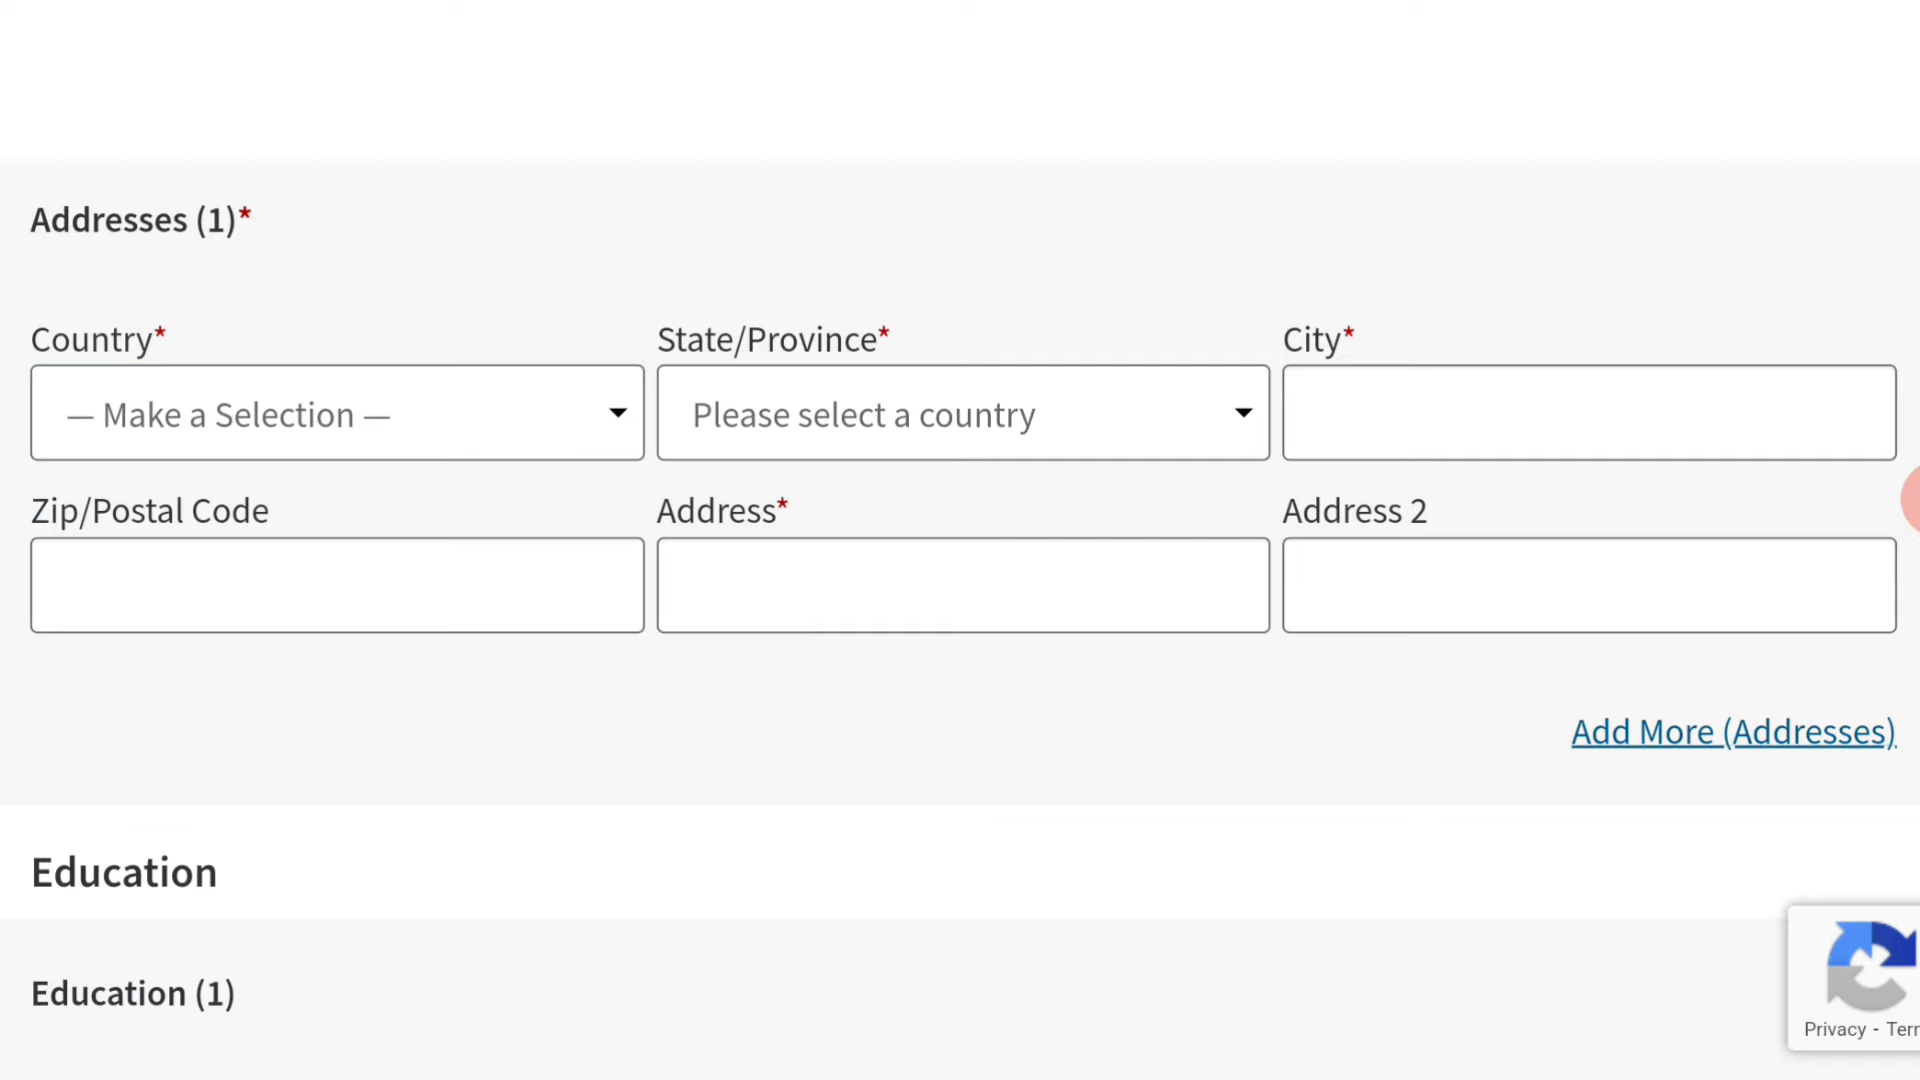 Addresses (1)*
Country* State/Province* City*
— Make a Selection — Please select a country
Zip/Postal Code Address* Address 2
Add More (Addresses)
Education
Education (1)
Privacy -